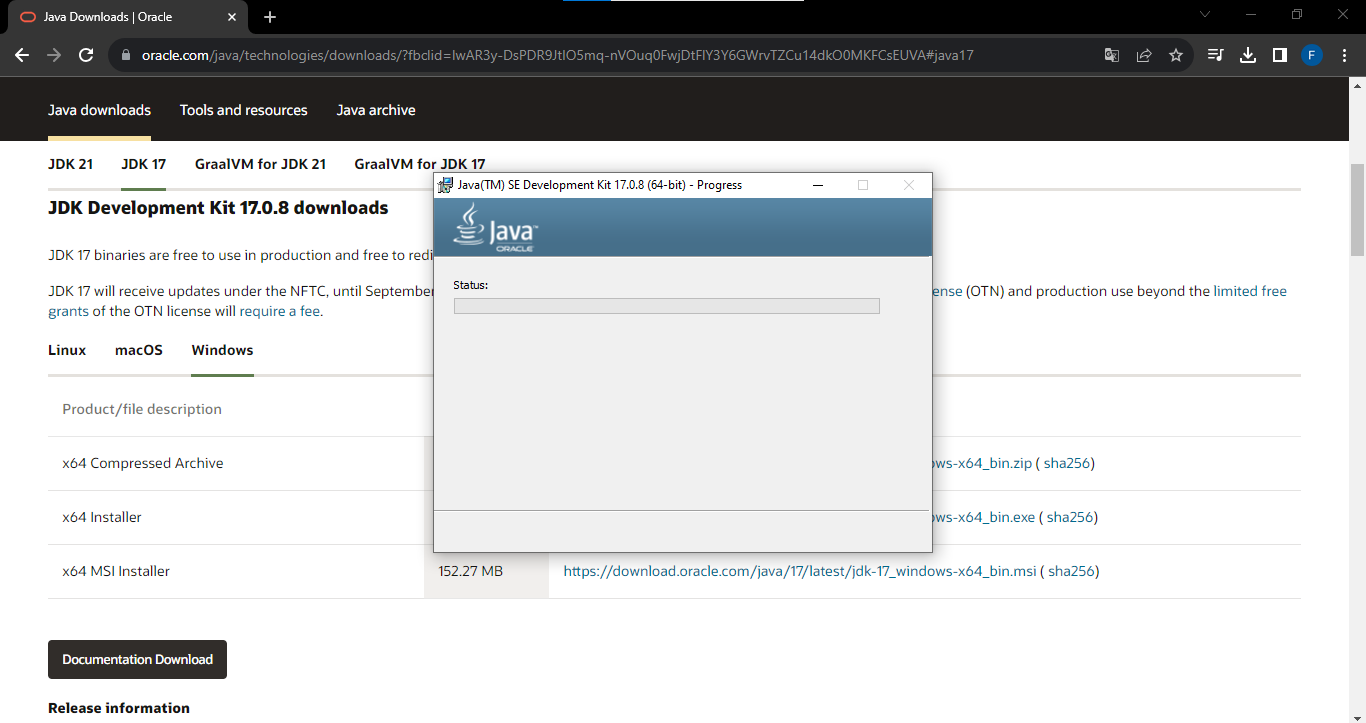 Java Downloads | Oracle
oracle.com/java/technologies/downloads/?fbclid=IwAR3y-DsPDR9JtIO5mq-nVOuq0FwjDtFlY3Y6GWrvTZCu14dkO0MKFCsEUVA#java17
F
Java downloads Tools and resources Java archive
JDK 21 JDK 17 GraalVM for JDK 21 GraalVM for JDK 17
JDK Development Kit 17.0.8 downloads
JDK 17 binaries are free to use in production and free to redi
JDK 17 will receive updates under the NFTC, until September
ense (OTN) and production use beyond the limited free
grants of the OTN license will require a fee.
Linux macOS Windows
Product/file description
x64 Compressed Archive
ows-x64_bin.zip ( sha256)
x64 Installer
ows-x64_bin.exe ( sha256)
x64 MSI Installer 152.27 MB https://download.oracle.com/java/17/latest/jdk-17_windows-x64_bin.msi ( sha256)
Documentation Download
Release information
Java(TM) SE Development Kit 17.0.8 (64-bit) - Progress
Java™
ORACLE
Status: